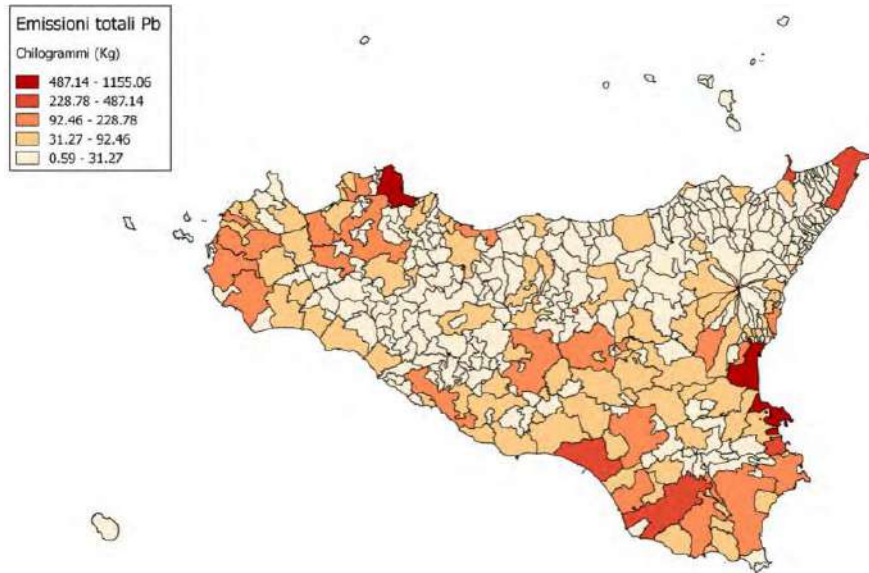 Emissioni totali Pb
Chilogrammi (Kg)
487.14 - 1155.06
228.78 - 487.14
92.46 - 228.78
31.27 - 92.46
0.59 - 31.27